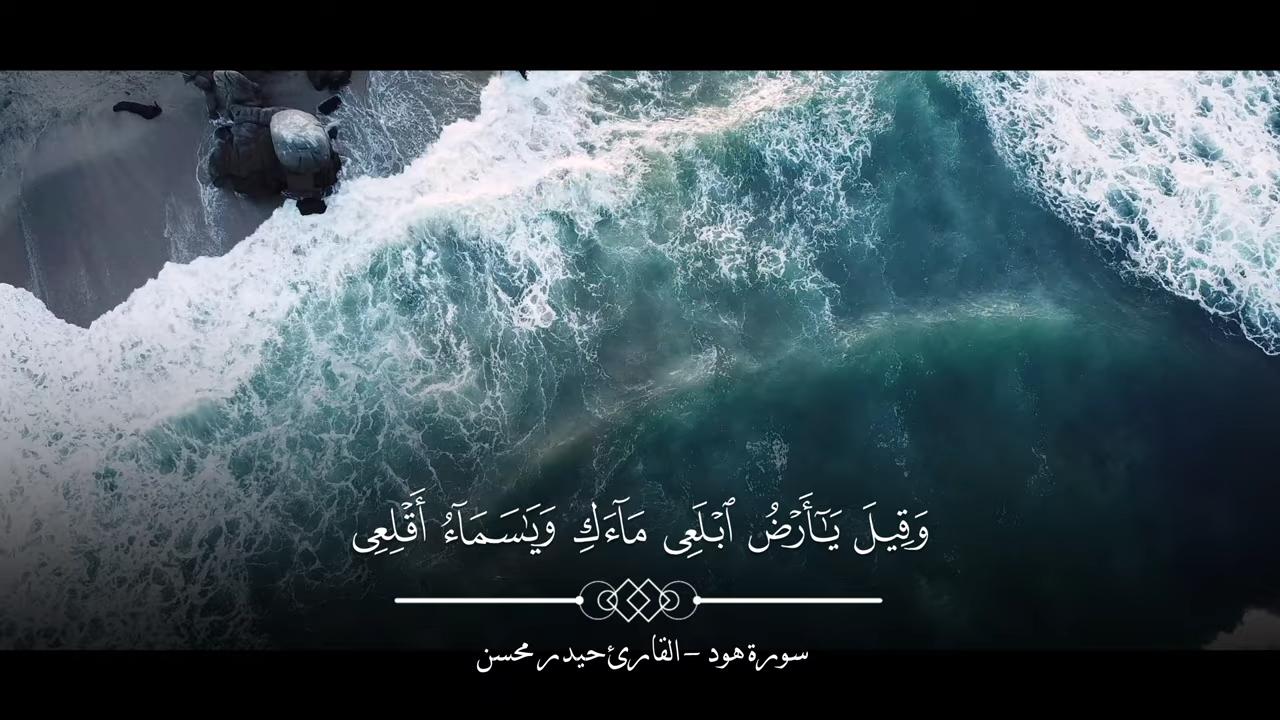 وَقِيلَ يَـٰٓأَرْضُ ٱبْلَعِى مَآءَكِ وَيَـٰسَمَآءُ أَقْلِعِى
سورة هود - القارئ حيدر محسن